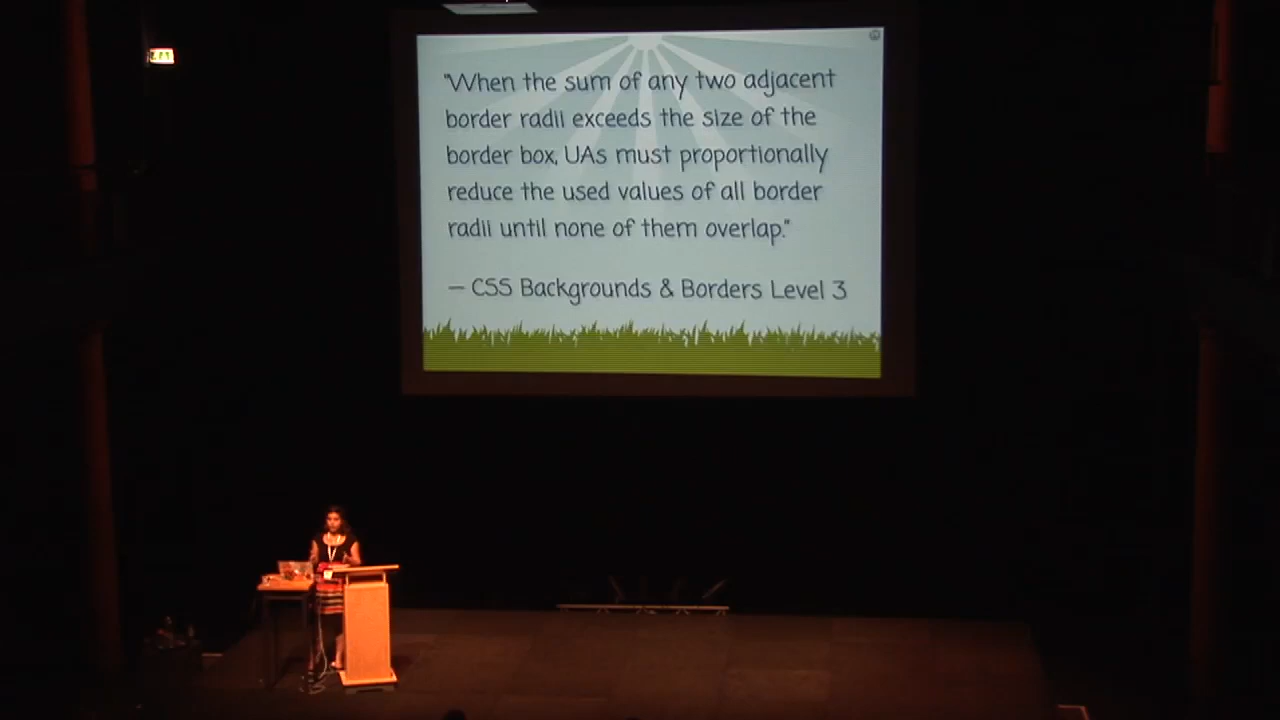 "When the sum of any two adjacent
border radii exceeds the size of the
border box, UAs must proportionally
reduce the used values of all border
radii until none of them overlap."
— CSS Backgrounds & Borders Level 3